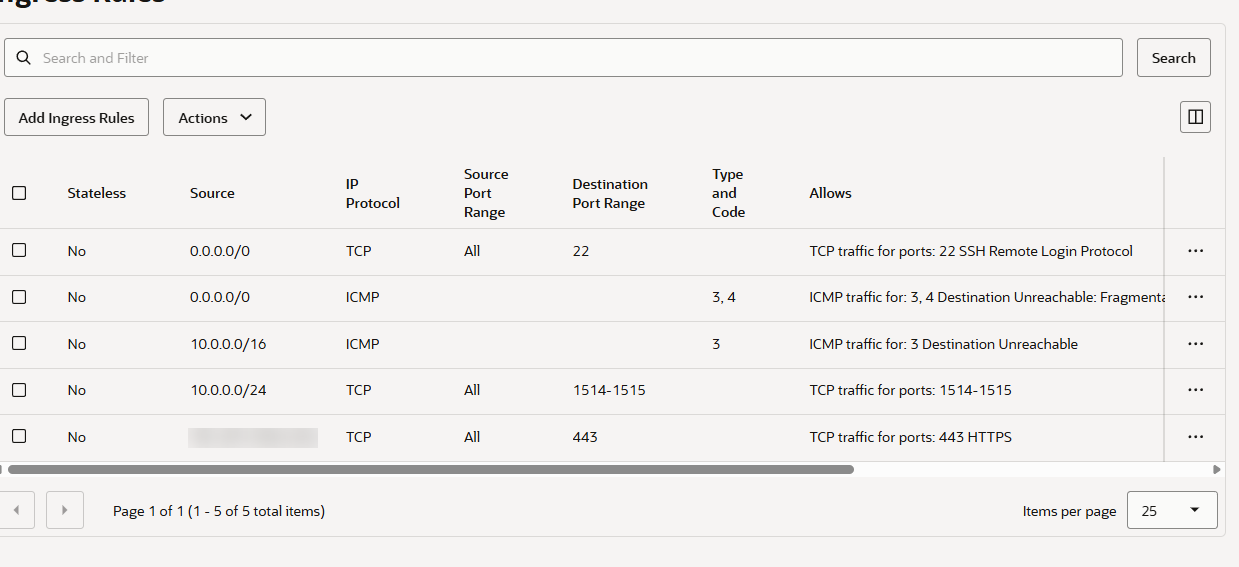 Ingress Rules
Search and Filter
Search
Add Ingress Rules
Actions
Stateless Source IP Protocol Source Port Range Destination Port Range Type and Code Allows
No 0.0.0.0/0 TCP All 22 TCP traffic for ports: 22 SSH Remote Login Protocol
No 0.0.0.0/0 ICMP 3, 4 ICMP traffic for: 3, 4 Destination Unreachable: Fragmenta
No 10.0.0.0/16 ICMP 3 ICMP traffic for: 3 Destination Unreachable
No 10.0.0.0/24 TCP All 1514-1515 TCP traffic for ports: 1514-1515
No TCP All 443 TCP traffic for ports: 443 HTTPS
Page 1 of 1 (1 - 5 of 5 total items)
Items per page 25